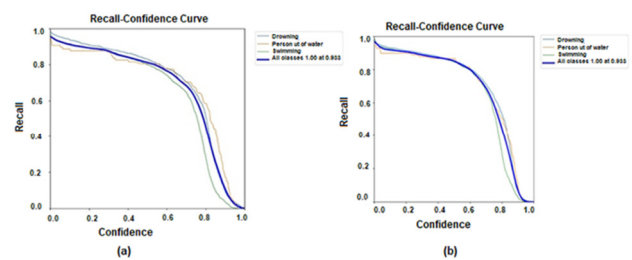 Recall-Confidence Curve
1.0
0.8
0.6
0.4
0.2
0.0
0.0 0.2 0.4 0.6 0.8 1.0
Recall
Confidence
Drowning
Person ut of water
Swimming
All classes 1.00 at 0.933
(a)
Recall-Confidence Curve
1.0
0.8
0.6
0.4
0.2
0.0
0.0 0.2 0.4 0.6 0.8 1.0
Recall
Confidence
Drowning
Person ut of water
Swimming
All classes 1.00 at 0.933
(b)